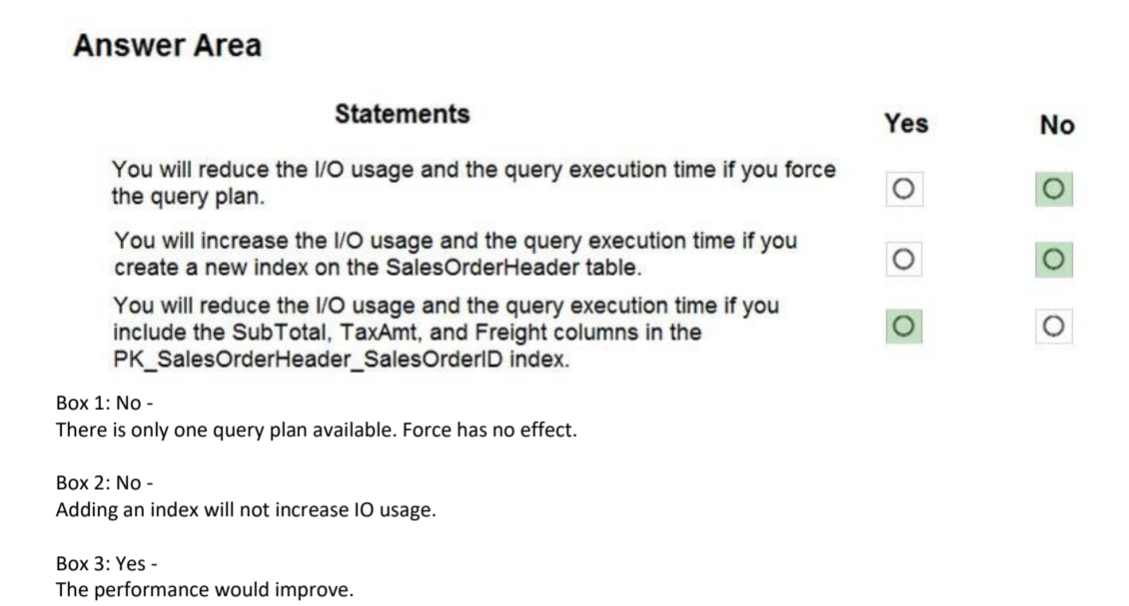 Answer Area
Statements
Yes
No
You will reduce the I/O usage and the query execution time if you force
the query plan.
You will increase the I/O usage and the query execution time if you
create a new index on the SalesOrderHeader table.
You will reduce the I/O usage and the query execution time if you
include the SubTotal, TaxAmt, and Freight columns in the
PK_SalesOrderHeader_SalesOrderID index.
Box 1: No -
There is only one query plan available. Force has no effect.
Box 2: No -
Adding an index will not increase IO usage.
Box 3: Yes -
The performance would improve.